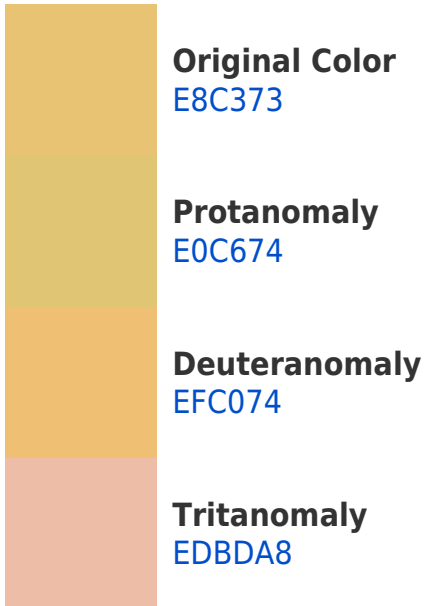 Original Color
E8C373
Protanomaly
E0C674
Deuteranomaly
EFC074
Tritanomaly
EDBDA8